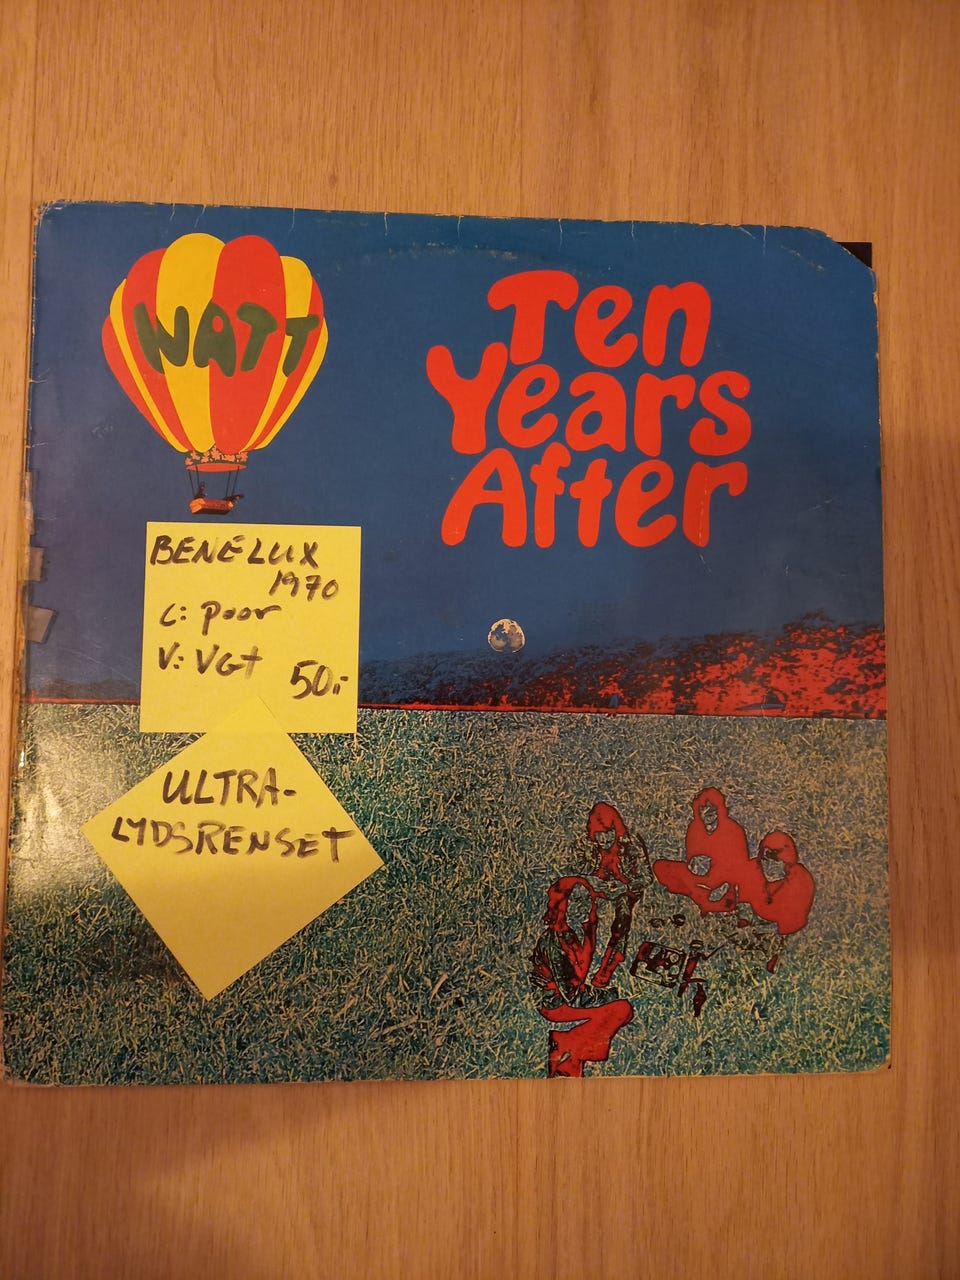 WATT
Ten
Years
After
BENELUX
1970
C: Poor
V: VG+
50.-
ULTRA-
LYDSRENSET